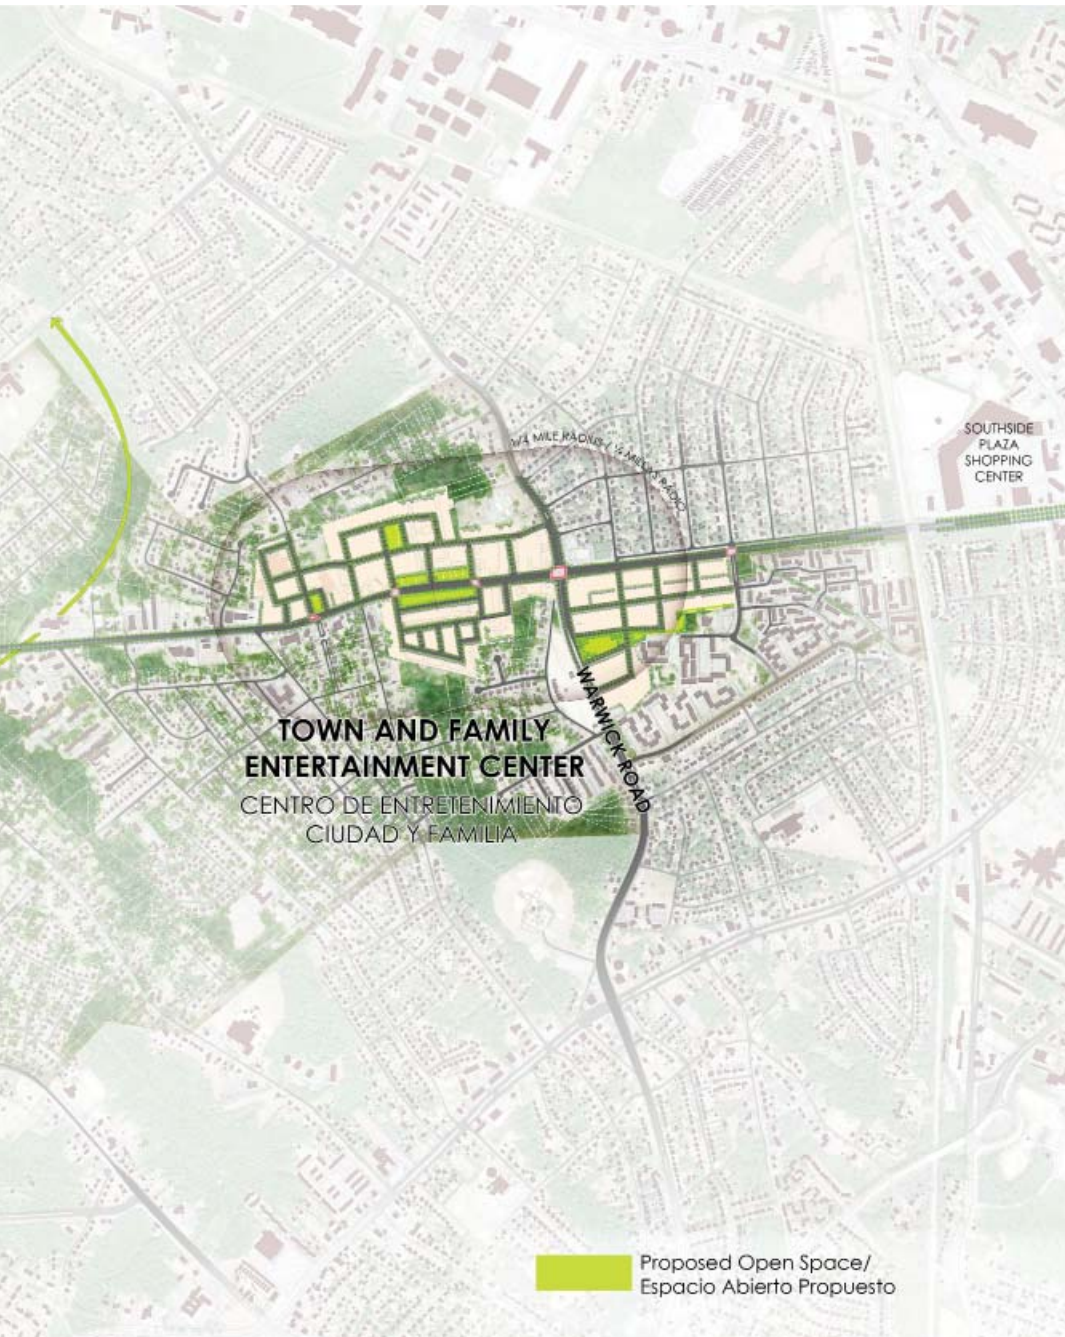 1/4 MILE RADIUS / ¼ MILLAS RADIO
SOUTHSIDE
PLAZA
SHOPPING
CENTER
WARWICK ROAD
TOWN AND FAMILY
ENTERTAINMENT CENTER
CENTRO DE ENTRETENIMIENTO
CIUDAD Y FAMILIA
Proposed Open Space/
Espacio Abierto Propuesto